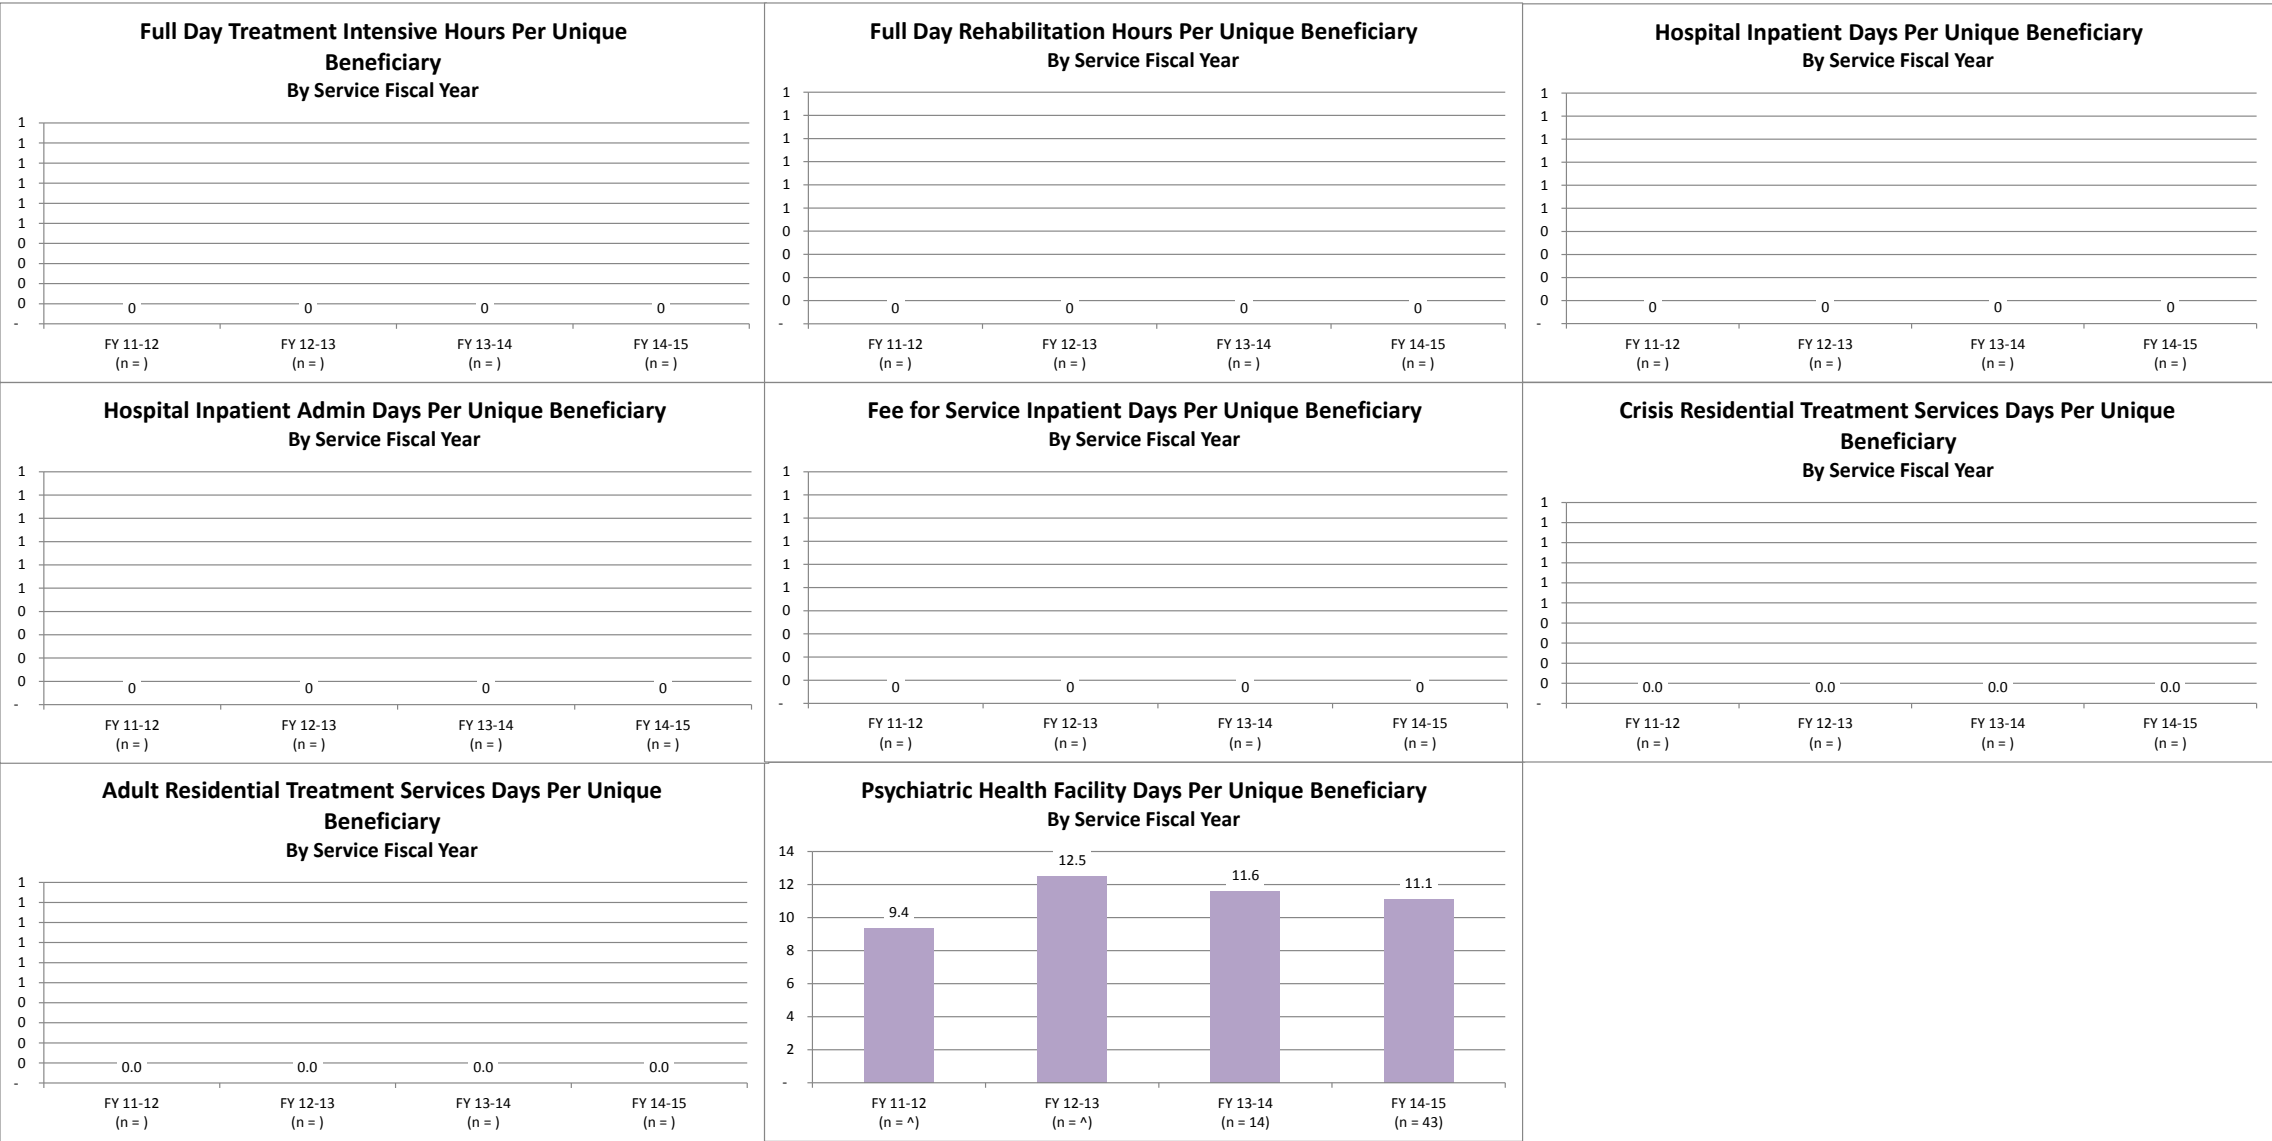 Full Day Treatment Intensive Hours Per Unique
Beneficiary
By Service Fiscal Year
1
1
1
1
1
1
0
0
0
0
-
0 0 0 0
FY 11-12 FY 12-13 FY 13-14 FY 14-15
(n = ) (n = ) (n = ) (n = )
Full Day Rehabilitation Hours Per Unique Beneficiary
By Service Fiscal Year
1
1
1
1
1
1
0
0
0
0
-
0 0 0 0
FY 11-12 FY 12-13 FY 13-14 FY 14-15
(n = ) (n = ) (n = ) (n = )
Hospital Inpatient Days Per Unique Beneficiary
By Service Fiscal Year
1
1
1
1
1
1
0
0
0
0
-
0 0 0 0
FY 11-12 FY 12-13 FY 13-14 FY 14-15
(n = ) (n = ) (n = ) (n = )
Hospital Inpatient Admin Days Per Unique Beneficiary
By Service Fiscal Year
1
1
1
1
1
1
0
0
0
0
-
0 0 0 0
FY 11-12 FY 12-13 FY 13-14 FY 14-15
(n = ) (n = ) (n = ) (n = )
Fee for Service Inpatient Days Per Unique Beneficiary
By Service Fiscal Year
1
1
1
1
1
1
0
0
0
0
-
0 0 0 0
FY 11-12 FY 12-13 FY 13-14 FY 14-15
(n = ) (n = ) (n = ) (n = )
Crisis Residential Treatment Services Days Per Unique
Beneficiary
By Service Fiscal Year
1
1
1
1
1
1
0
0
0
0
-
0.0 0.0 0.0 0.0
FY 11-12 FY 12-13 FY 13-14 FY 14-15
(n = ) (n = ) (n = ) (n = )
Adult Residential Treatment Services Days Per Unique
Beneficiary
By Service Fiscal Year
1
1
1
1
1
1
0
0
0
0
-
0.0 0.0 0.0 0.0
FY 11-12 FY 12-13 FY 13-14 FY 14-15
(n = ) (n = ) (n = ) (n = )
Psychiatric Health Facility Days Per Unique Beneficiary
By Service Fiscal Year
14
12
10
8
6
4
2
-
9.4 12.5 11.6 11.1
FY 11-12 FY 12-13 FY 13-14 FY 14-15
(n = ^) (n = ^) (n = 14) (n = 43)